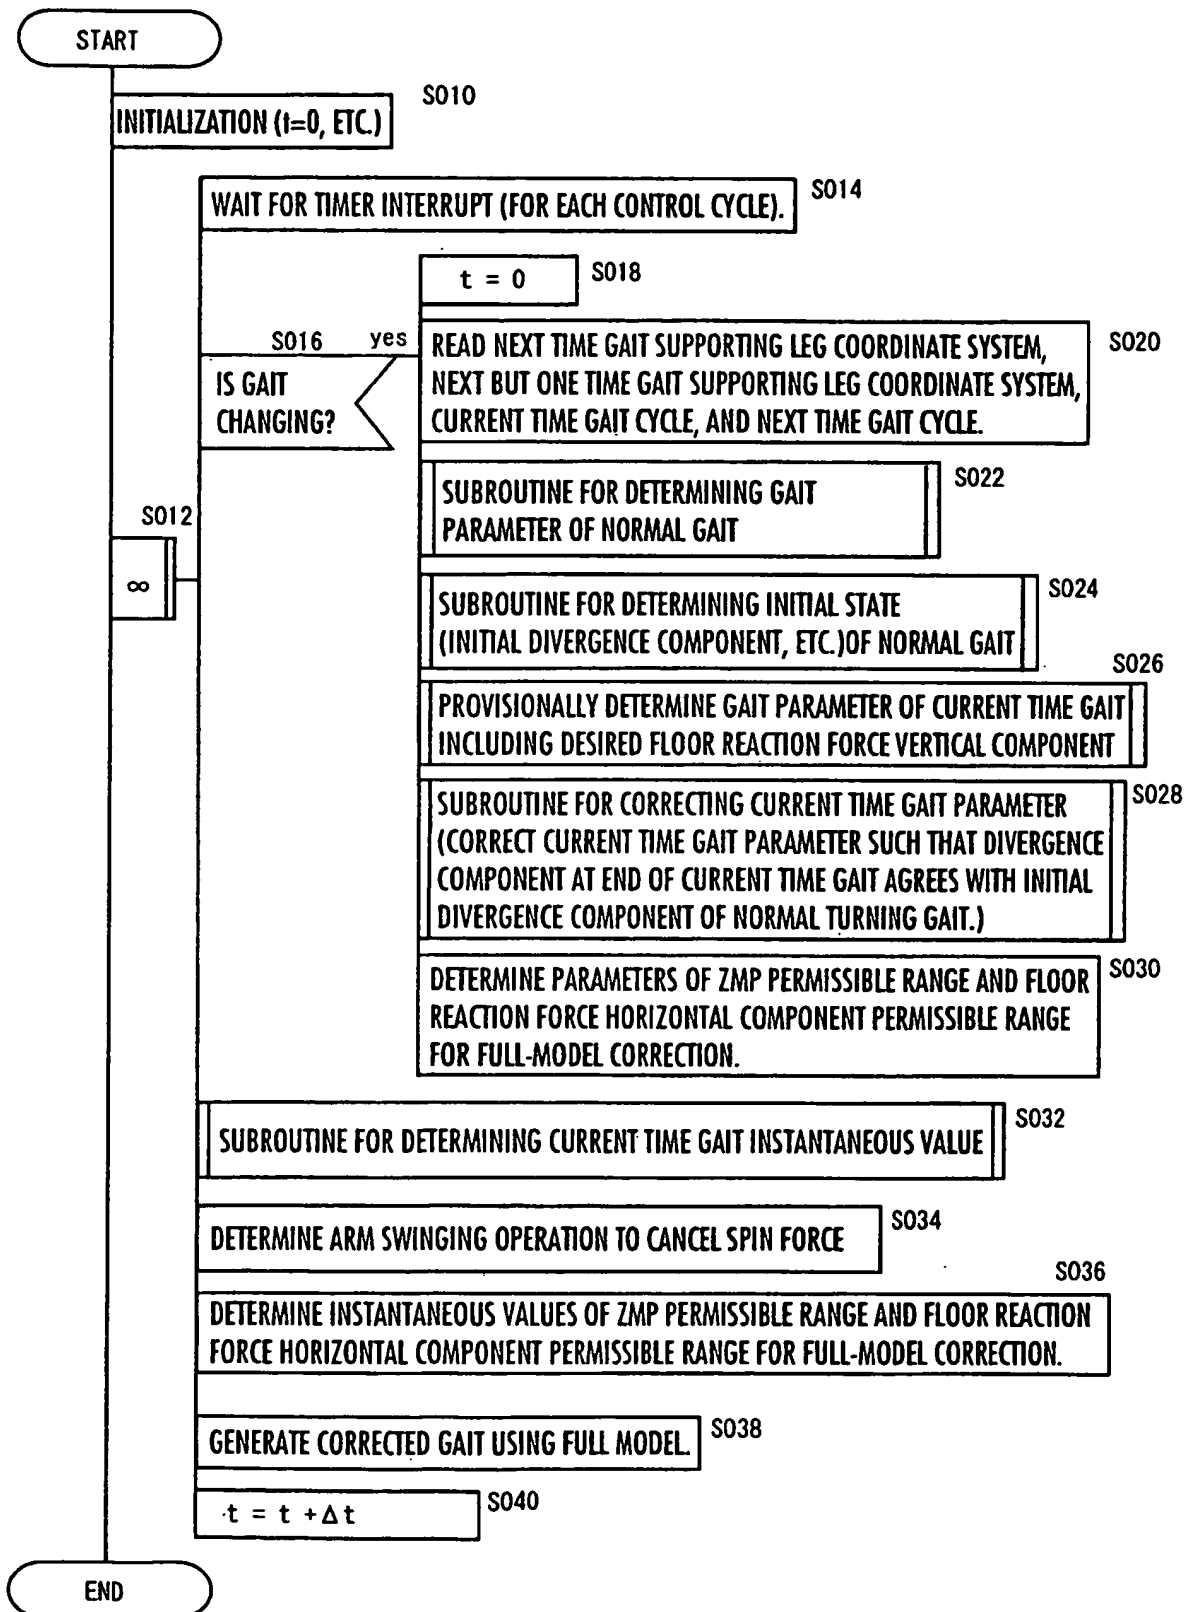 START
S010
INITIALIZATION (t=0, ETC.)
S014
WAIT FOR TIMER INTERRUPT (FOR EACH CONTROL CYCLE).
t = 0
S018
S016
yes
IS GAIT
CHANGING?
S020
READ NEXT TIME GAIT SUPPORTING LEG COORDINATE SYSTEM,
NEXT BUT ONE TIME GAIT SUPPORTING LEG COORDINATE SYSTEM,
CURRENT TIME GAIT CYCLE, AND NEXT TIME GAIT CYCLE.
S022
SUBROUTINE FOR DETERMINING GAIT
PARAMETER OF NORMAL GAIT
S012
∞
S024
SUBROUTINE FOR DETERMINING INITIAL STATE
(INITIAL DIVERGENCE COMPONENT, ETC.)OF NORMAL GAIT
S026
PROVISIONALLY DETERMINE GAIT PARAMETER OF CURRENT TIME GAIT
INCLUDING DESIRED FLOOR REACTION FORCE VERTICAL COMPONENT
S028
SUBROUTINE FOR CORRECTING CURRENT TIME GAIT PARAMETER
(CORRECT CURRENT TIME GAIT PARAMETER SUCH THAT DIVERGENCE
COMPONENT AT END OF CURRENT TIME GAIT AGREES WITH INITIAL
DIVERGENCE COMPONENT OF NORMAL TURNING GAIT.)
S030
DETERMINE PARAMETERS OF ZMP PERMISSIBLE RANGE AND FLOOR
REACTION FORCE HORIZONTAL COMPONENT PERMISSIBLE RANGE
FOR FULL-MODEL CORRECTION.
S032
SUBROUTINE FOR DETERMINING CURRENT TIME GAIT INSTANTANEOUS VALUE
S034
DETERMINE ARM SWINGING OPERATION TO CANCEL SPIN FORCE
S036
DETERMINE INSTANTANEOUS VALUES OF ZMP PERMISSIBLE RANGE AND FLOOR REACTION
FORCE HORIZONTAL COMPONENT PERMISSIBLE RANGE FOR FULL-MODEL CORRECTION.
S038
GENERATE CORRECTED GAIT USING FULL MODEL.
S040
t = t +Δt
END